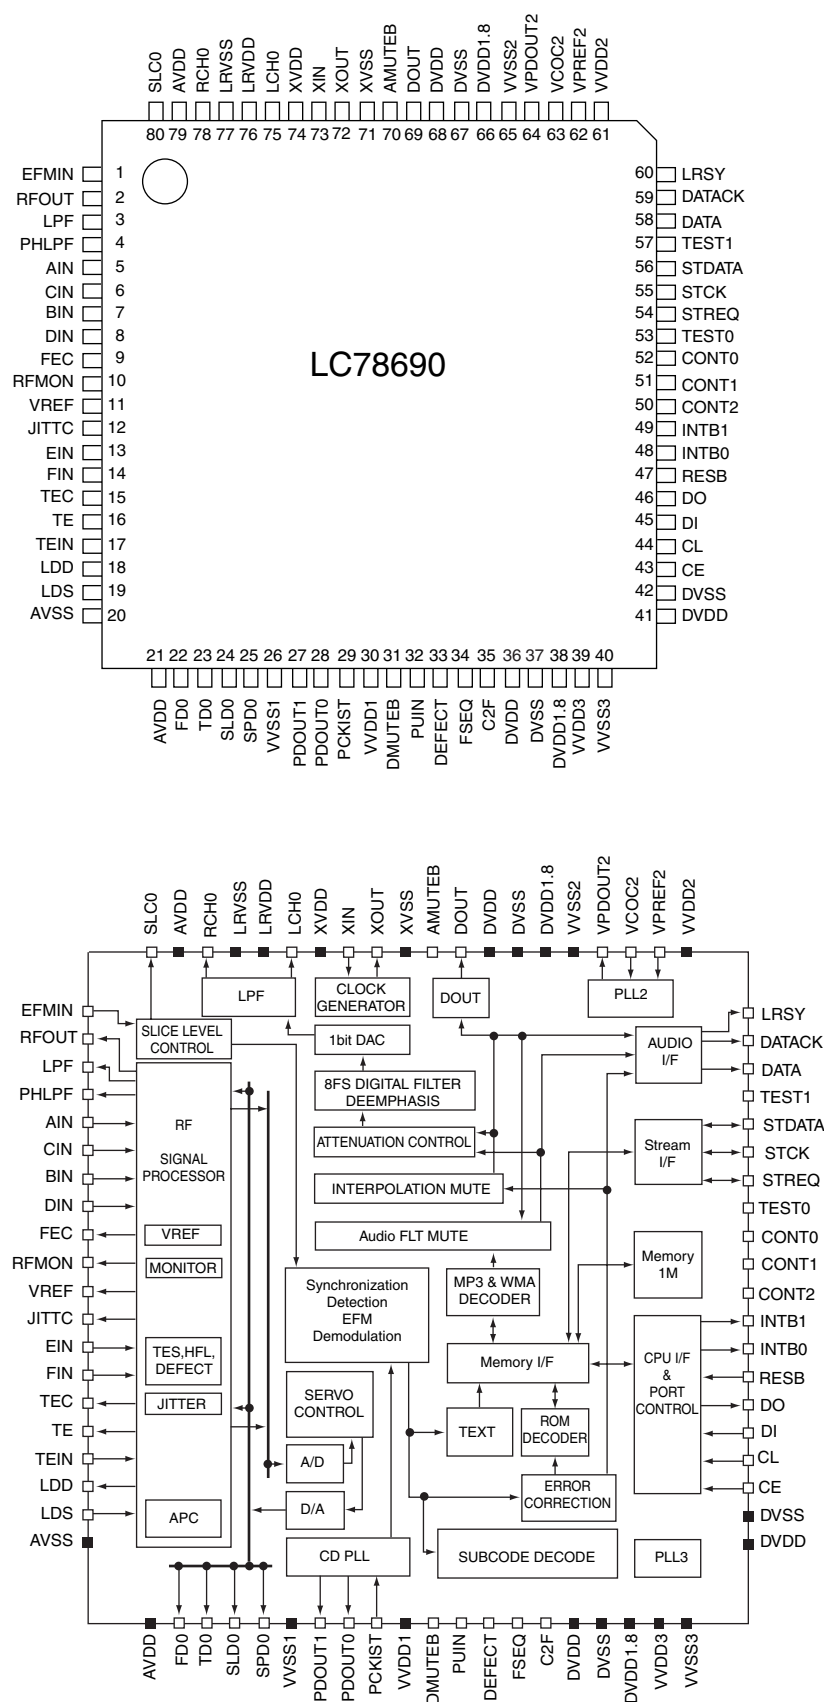 SLC0
AVDD
RCH0
LRVSS
LRVDD
LCH0
XVDD
XIN
XOUT
XVSS
AMUTEB
DOUT
DVDD
DVSS
DVDD1.8
VVSS2
VPDOUT2
VCOC2
VPREF2
VVDD2
80 79 78 77 76 75 74 73 72 71 70 69 68 67 66 65 64 63 62 61
EFMIN 1
RFOUT 2
LPF 3
PHLPF 4
AIN 5
CIN 6
BIN 7
DIN 8
FEC 9
RFMON 10
VREF 11
JITTC 12
EIN 13
FIN 14
TEC 15
TE 16
TEIN 17
LDD 18
LDS 19
AVSS 20
LC78690
60 LRSY
59 DATACK
58 DATA
57 TEST1
56 STDATA
55 STCK
54 STREQ
53 TEST0
52 CONT0
51 CONT1
50 CONT2
49 INTB1
48 INTB0
47 RESB
46 DO
45 DI
44 CL
43 CE
42 DVSS
41 DVDD
21 22 23 24 25 26 27 28 29 30 31 32 33 34 35 36 37 38 39 40
AVDD
FD0
TD0
SLD0
SPD0
VVSS1
PDOUT1
PDOUT0
PCKIST
VVDD1
DMUTEB
PUIN
DEFECT
FSEQ
C2F
DVDD
DVSS
DVDD1.8
VVDD3
VVSS3
SLC0
AVDD
RCH0
LRVSS
LRVDD
LCH0
XVDD
XIN
XOUT
XVSS
AMUTEB
DOUT
DVDD
DVSS
DVDD1.8
VVSS2
VPDOUT2
VCOC2
VPREF2
VVDD2
EFMIN
RFOUT
LPF
PHLPF
AIN
CIN
BIN
DIN
FEC
RFMON
VREF
JITTC
EIN
FIN
TEC
TE
TEIN
LDD
LDS
AVSS
SLICE LEVEL
CONTROL
RF
SIGNAL
PROCESSOR
VREF
MONITOR
TES,HFL,
DEFECT
JITTER
APC
LPF
CLOCK
GENERATOR
DOUT
PLL2
1bit DAC
8FS DIGITAL FILTER
DEEMPHASIS
ATTENUATION CONTROL
INTERPOLATION MUTE
Audio FLT MUTE
Synchronization
Detection
EFM
Demodulation
MP3 & WMA
DECODER
Memory I/F
SERVO
CONTROL
TEXT
ROM
DECODER
A/D
D/A
ERROR
CORRECTION
CD PLL
SUBCODE DECODE
PLL3
AUDIO
I/F
Stream
I/F
Memory
1M
CPU I/F
&
PORT
CONTROL
LRSY
DATACK
DATA
TEST1
STDATA
STCK
STREQ
TEST0
CONT0
CONT1
CONT2
INTB1
INTB0
RESB
DO
DI
CL
CE
DVSS
DVDD
AVDD
FD0
TD0
SLD0
SPD0
VVSS1
PDOUT1
PDOUT0
PCKIST
VVDD1
DMUTEB
PUIN
DEFECT
FSEQ
C2F
DVDD
DVSS
DVDD1.8
VVDD3
VVSS3